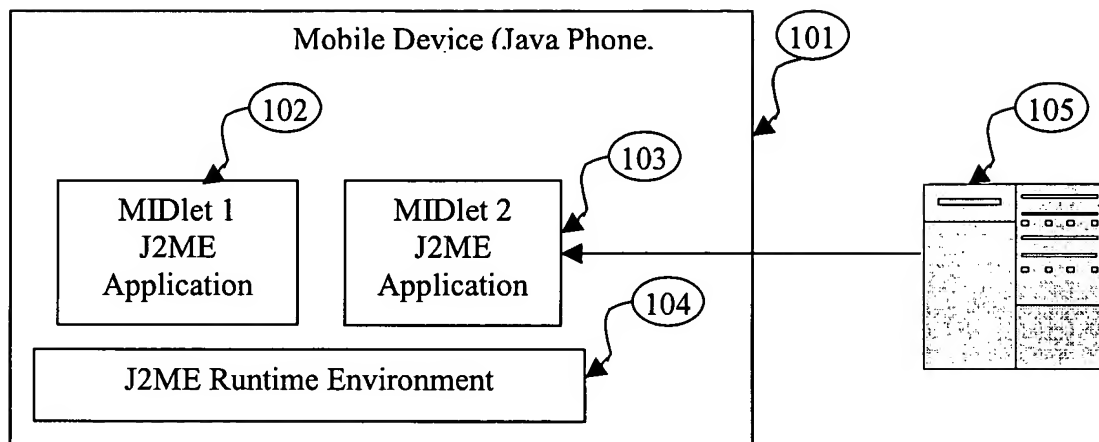 Mobile Device (Java Phone,
101
102
105
103
MIDlet 1
J2ME
Application
MIDlet 2
J2ME
Application
104
J2ME Runtime Environment